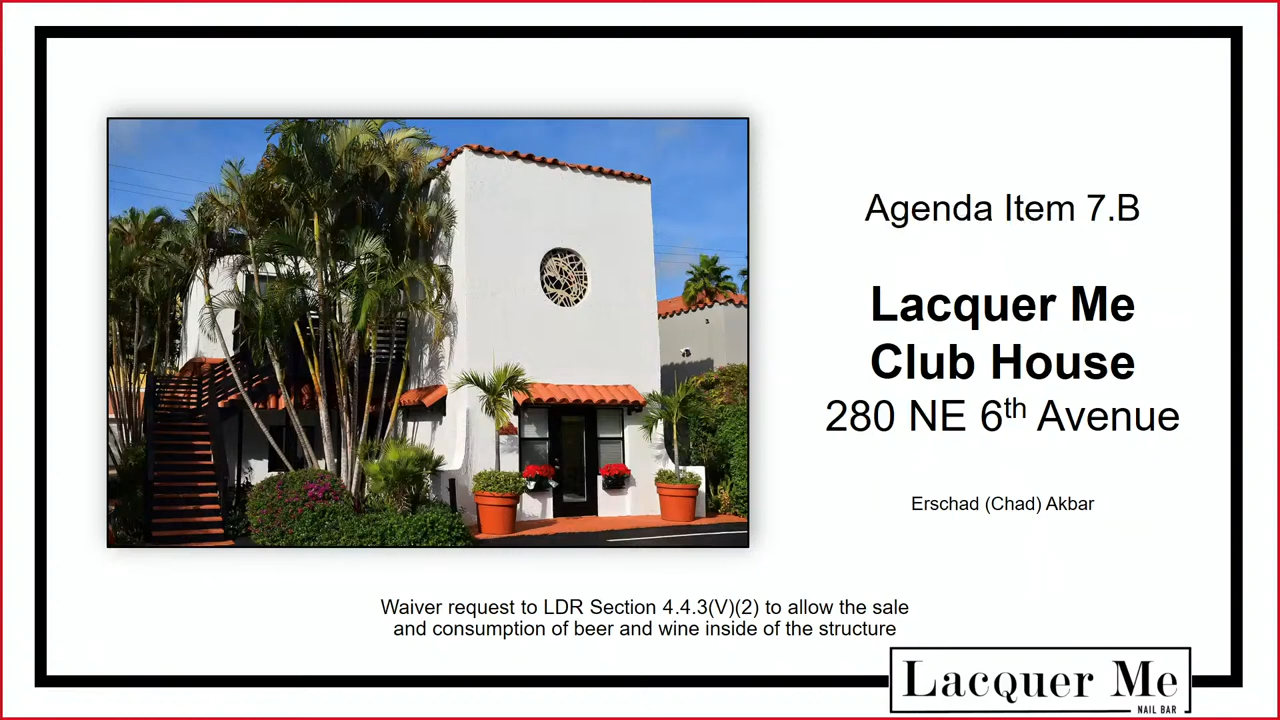 Agenda Item 7.B
Lacquer Me
Club House
280 NE 6th Avenue
Erschad (Chad) Akbar
Waiver request to LDR Section 4.4.3(V)(2) to allow the sale
and consumption of beer and wine inside of the structure
Lacquer Me
NAIL BAR